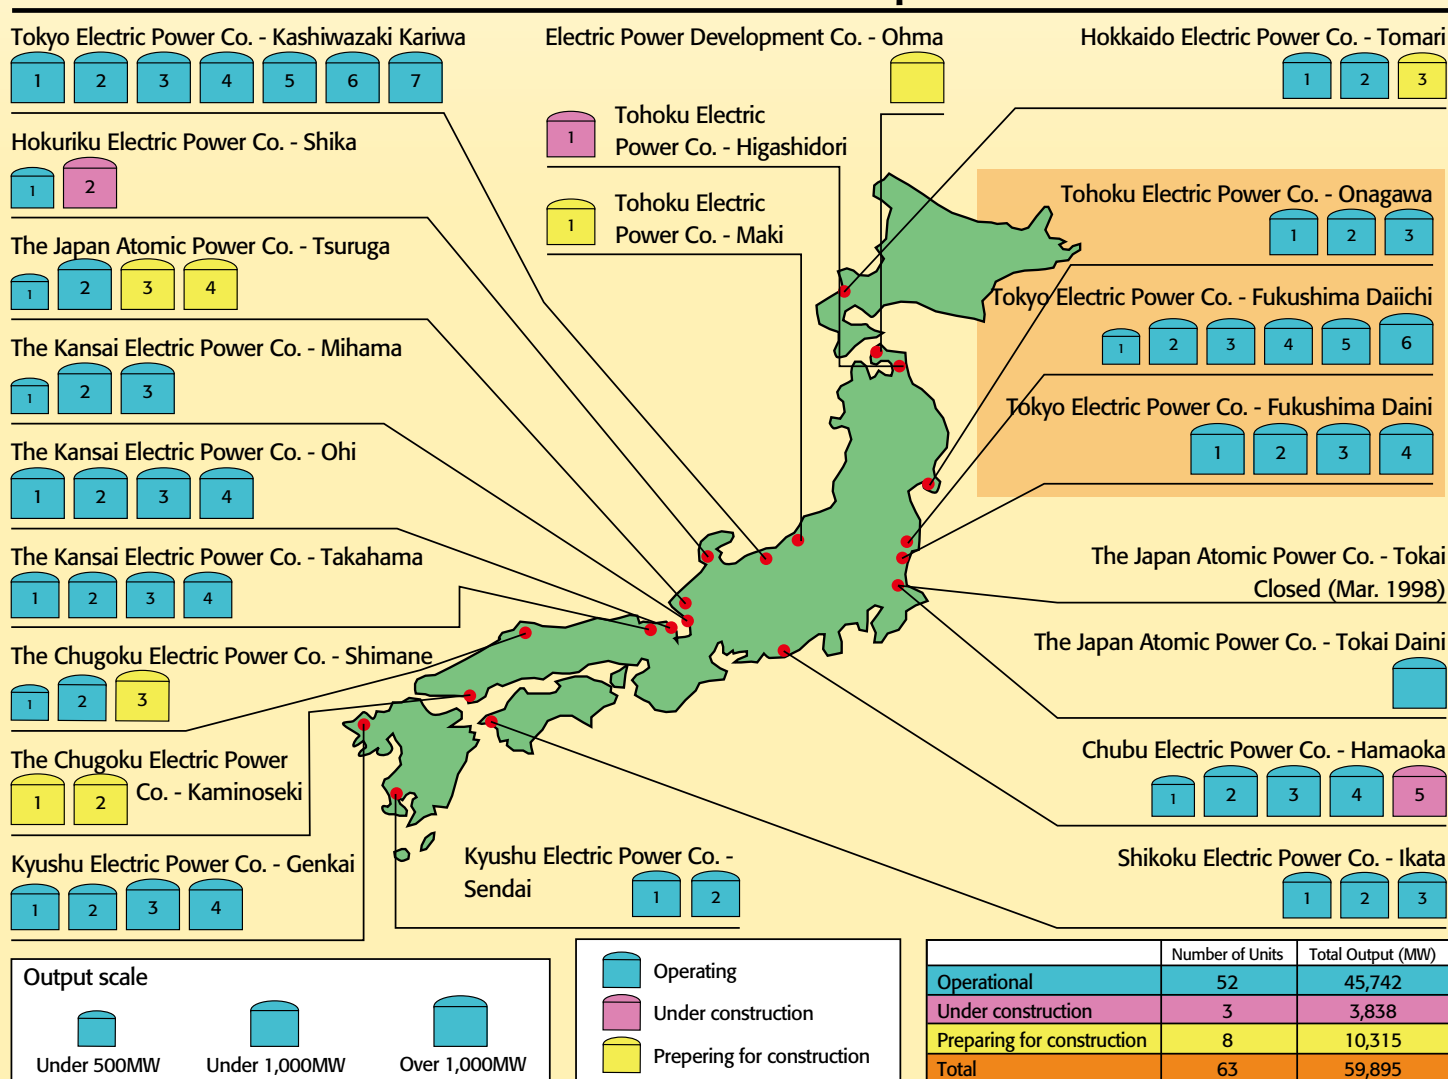 Tokyo Electric Power Co. - Kashiwazaki Kariwa
1 2 3 4 5 6 7
Hokuriku Electric Power Co. - Shika
1 2
The Japan Atomic Power Co. - Tsuruga
1 2 3 4
The Kansai Electric Power Co. - Mihama
1 2 3
The Kansai Electric Power Co. - Ohi
1 2 3 4
The Kansai Electric Power Co. - Takahama
1 2 3 4
The Chugoku Electric Power Co. - Shimane
1 2 3
The Chugoku Electric Power
Co. - Kaminoseki
1 2
Kyushu Electric Power Co. - Genkai
1 2 3 4
Electric Power Development Co. - Ohma
Tohoku Electric
Power Co. - Higashidori
1
Tohoku Electric
Power Co. - Maki
1
Hokkaido Electric Power Co. - Tomari
1 2 3
Tohoku Electric Power Co. - Onagawa
1 2 3
Tokyo Electric Power Co. - Fukushima Daiichi
1 2 3 4 5 6
Tokyo Electric Power Co. - Fukushima Daini
1 2 3 4
The Japan Atomic Power Co. - Tokai
Closed (Mar. 1998)
The Japan Atomic Power Co. - Tokai Daini
Chubu Electric Power Co. - Hamaoka
1 2 3 4 5
Shikoku Electric Power Co. - Ikata
1 2 3
Kyushu Electric Power Co. -
Sendai
1 2
Output scale
Under 500MW Under 1,000MW Over 1,000MW
Operating
Under construction
Prepering for construction
Number of Units Total Output (MW)
Operational 52 45,742
Under construction 3 3,838
Preparing for construction 8 10,315
Total 63 59,895